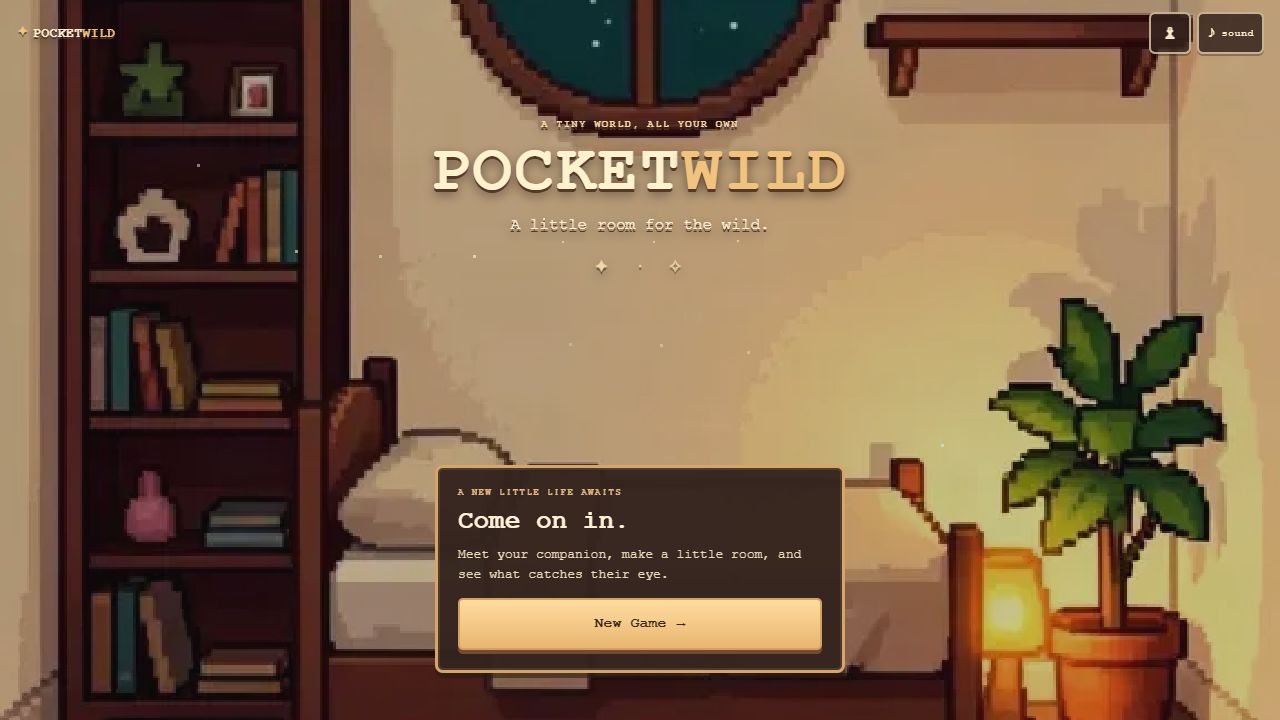 POCKETWILD
sound
A TINY WORLD, ALL YOUR OWN
POCKETWILD
A little room for the wild.
A NEW LITTLE LIFE AWAITS
Come on in.
Meet your companion, make a little room, and
see what catches their eye.
New Game →